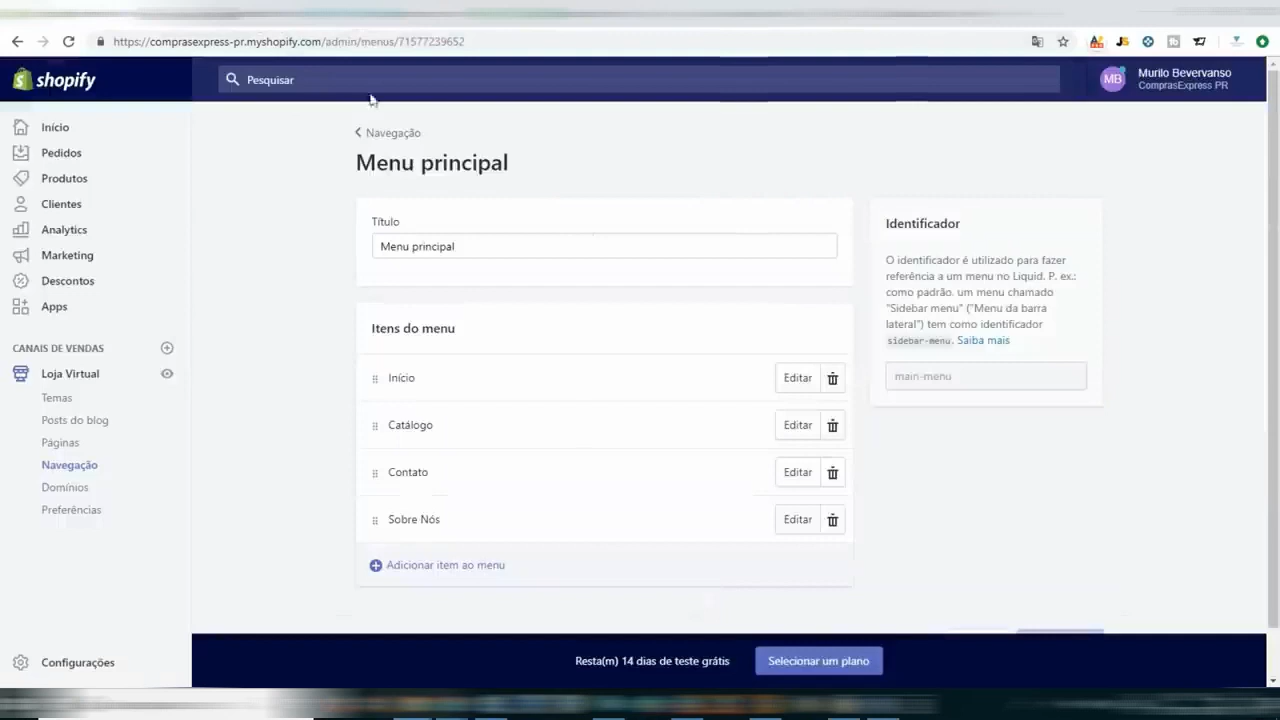 https://comprasexpress-pr.myshopify.com/admin/menus/71577239652
shopify
Pesquisar
MB
Murilo Bevervanso
ComprasExpress PR
Início
Pedidos
Produtos
Clientes
Analytics
Marketing
Descontos
Apps
CANAIS DE VENDAS
Loja Virtual
Temas
Posts do blog
Páginas
Navegação
Domínios
Preferências
Configurações
Navegação
Menu principal
Título
Menu principal
Itens do menu
Início
Editar
Catálogo
Editar
Contato
Editar
Sobre Nós
Editar
Adicionar item ao menu
Identificador
O identificador é utilizado para fazer
referência a um menu no Liquid. P. ex.:
como padrão. um menu chamado
"Sidebar menu" ("Menu da barra
lateral") tem como identificador
sidebar-menu. Saiba mais
main-menu
Resta(m) 14 dias de teste grátis
Selecionar um plano